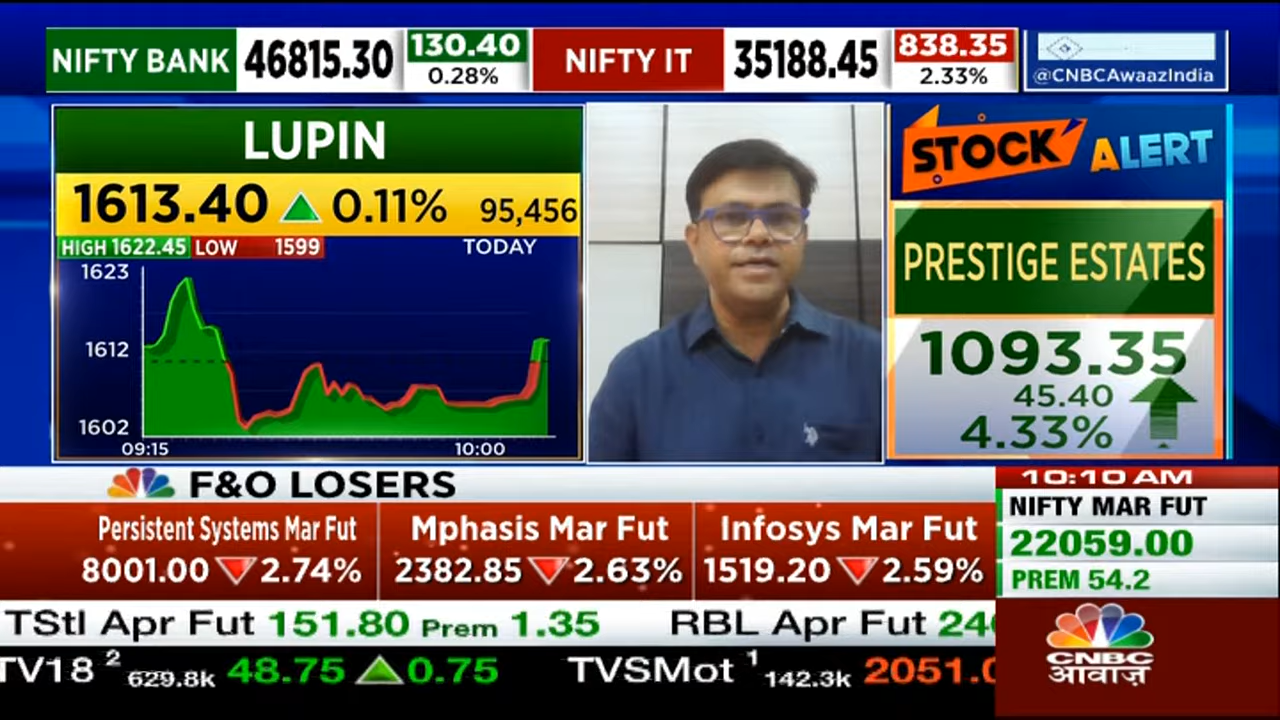 NIFTY BANK 46815.30 130.40 0.28% NIFTY IT 35188.45 838.35 2.33%
@CNBCAwaazIndia
LUPIN
1613.40 0.11% 95,456
HIGH 1622.45 LOW 1599 TODAY
1623
1612
1602
09:15 10:00
STOCK ALERT
PRESTIGE ESTATES
1093.35
45.40
4.33%
F&O LOSERS
Persistent Systems Mar Fut
8001.00 2.74%
Mphasis Mar Fut
2382.85 2.63%
Infosys Mar Fut
1519.20 2.59%
10:10 AM
NIFTY MAR FUT
22059.00
PREM 54.2
TStl Apr Fut 151.80 Prem 1.35 RBL Apr Fut
TV18 2 629.8k 48.75 0.75 TVSMot 1 142.3k 2051.0
CNBC
आवाज़